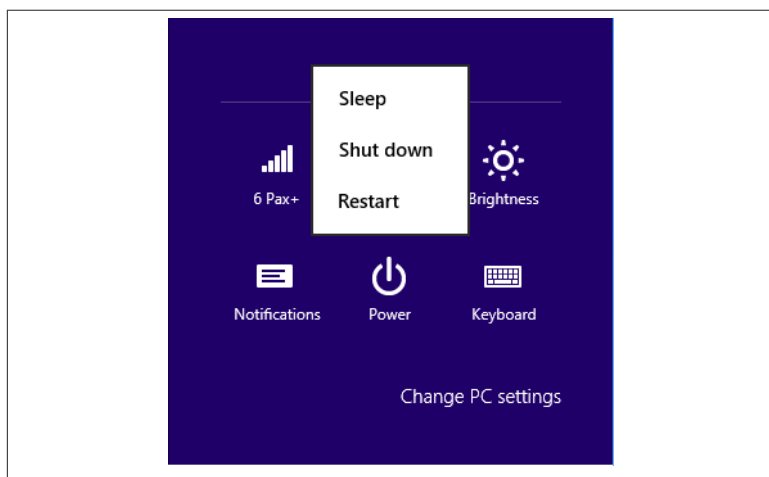 Sleep
Shut down
Restart
6 Pax+
Brightness
Notifications
Power
Keyboard
Change PC settings